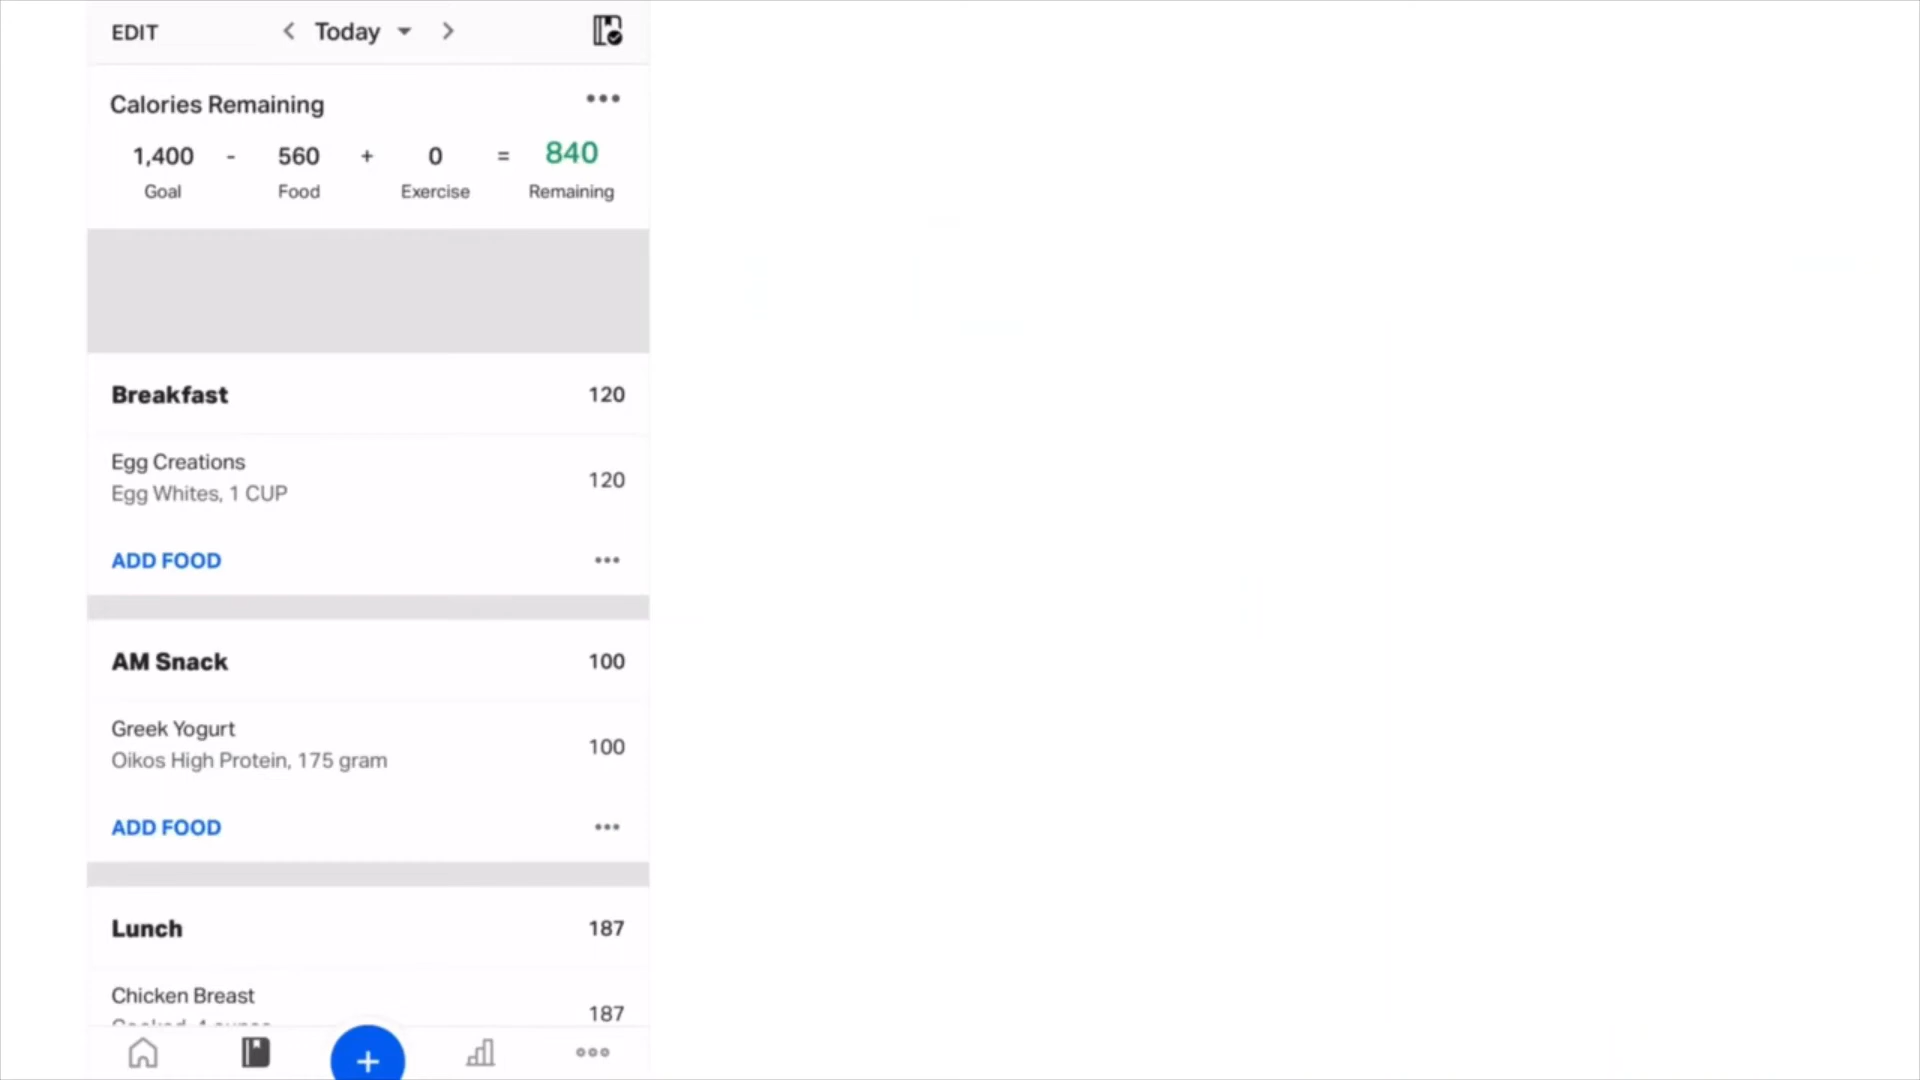 EDIT
Today
Calories Remaining
1,400 - 560 + 0 = 840
Goal Food Exercise Remaining
Breakfast 120
Egg Creations
Egg Whites, 1 CUP
120
ADD FOOD
AM Snack 100
Greek Yogurt
Oikos High Protein, 175 gram
100
ADD FOOD
Lunch 187
Chicken Breast
187